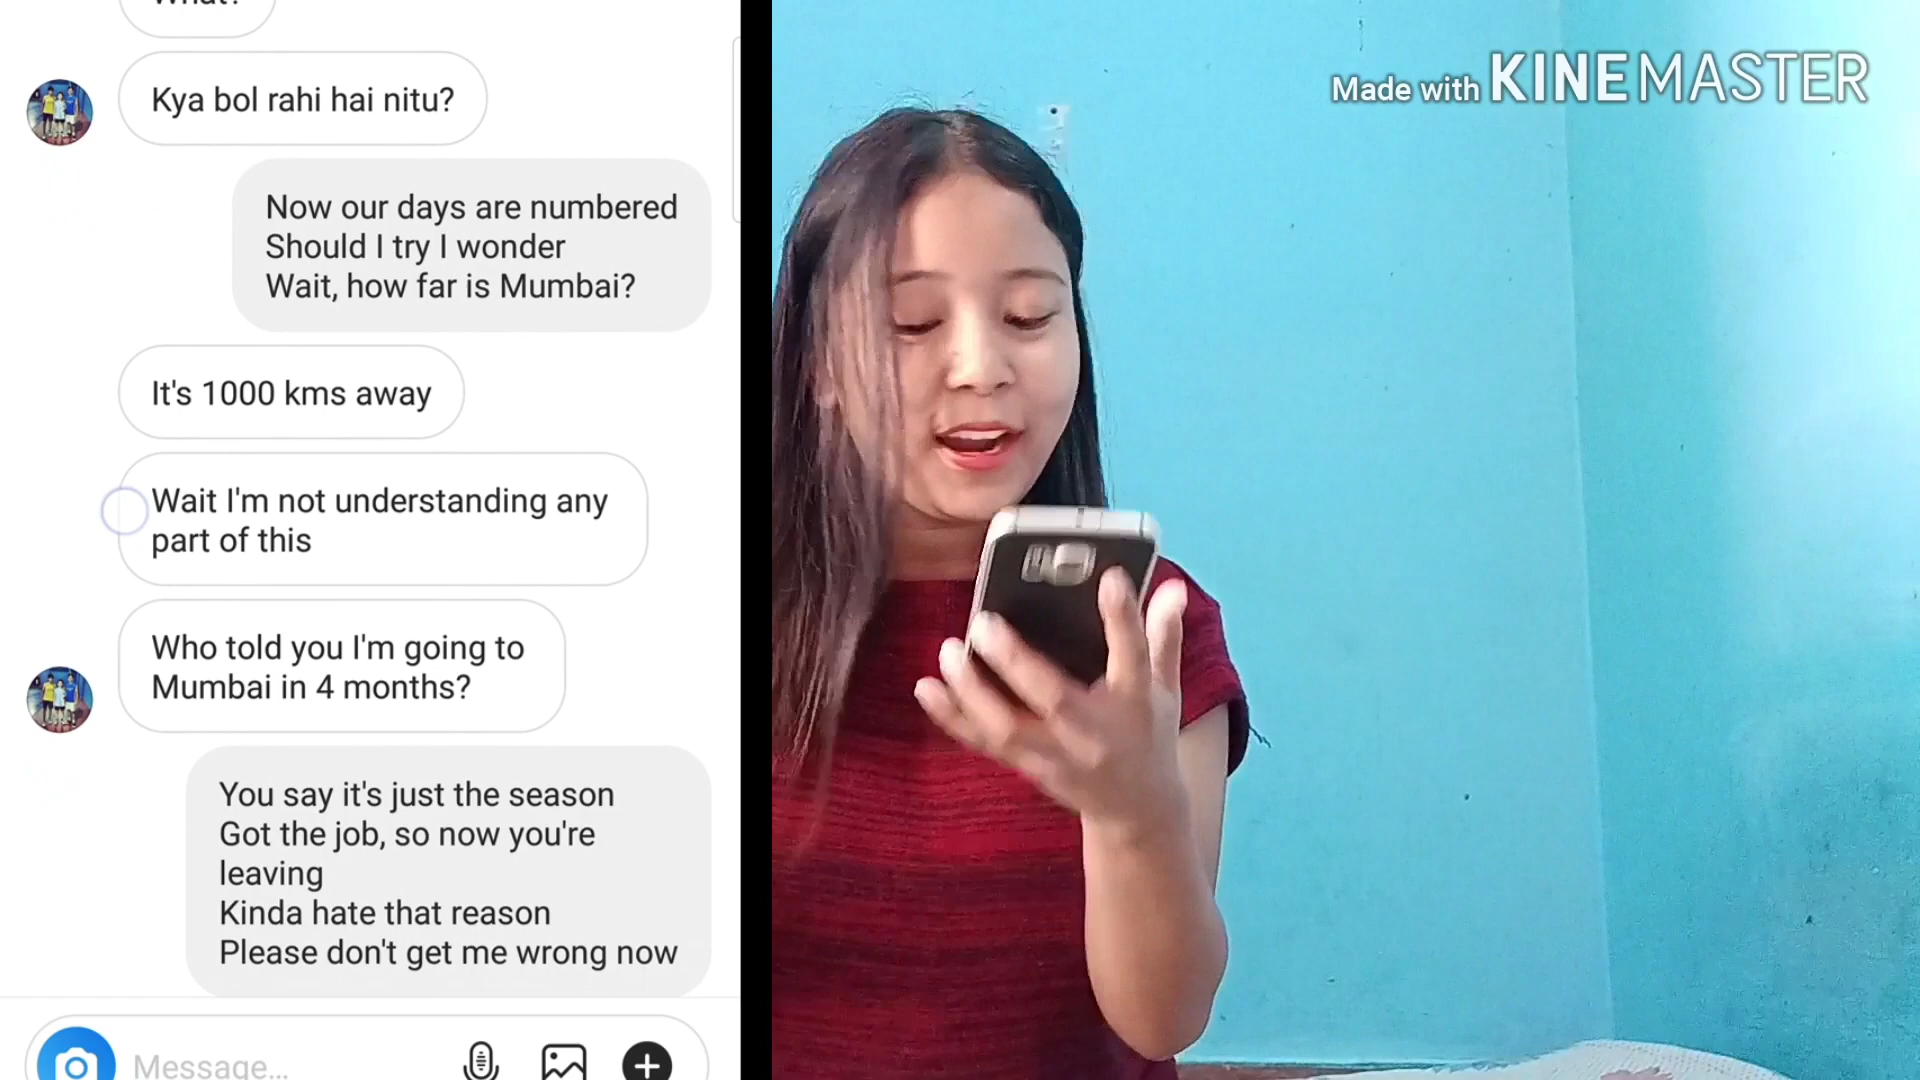 What?
Kya bol rahi hai nitu?
Now our days are numbered
Should I try I wonder
Wait, how far is Mumbai?
It's 1000 kms away
Wait I'm not understanding any
part of this
Who told you I'm going to
Mumbai in 4 months?
You say it's just the season
Got the job, so now you're
leaving
Kinda hate that reason
Please don't get me wrong now
Message...
Made with KINEMASTER